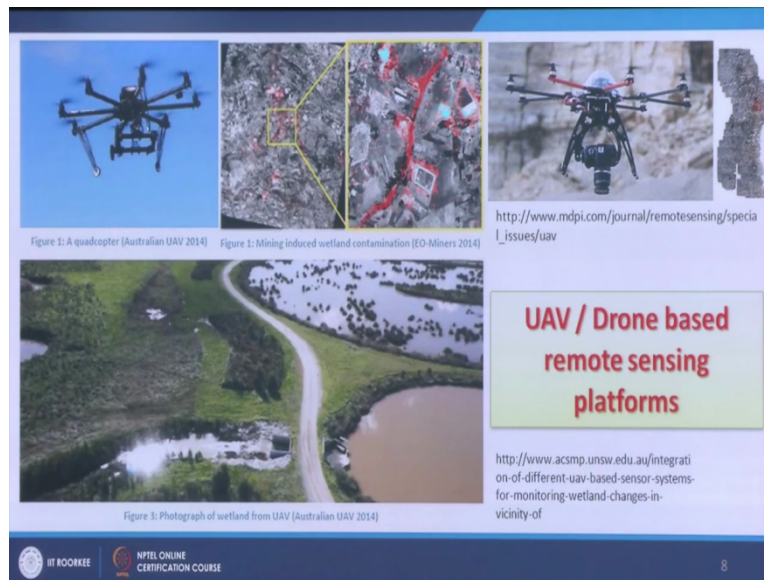 Figure 1: A quadcopter (Australian UAV 2014)
Figure 1: Mining induced wetland contamination (EO-Miners 2014)
http://www.mdpi.com/journal/remotesensing/specia
l_issues/uav
UAV / Drone based
remote sensing
platforms
Figure 3: Photograph of wetland from UAV (Australian UAV 2014)
http://www.acsmp.unsw.edu.au/integrati
on-of-different-uav-based-sensor-systems-
for-monitoring-wetland-changes-in-
vicinity-of
IIT ROORKEE
NPTEL ONLINE
CERTIFICATION COURSE
8